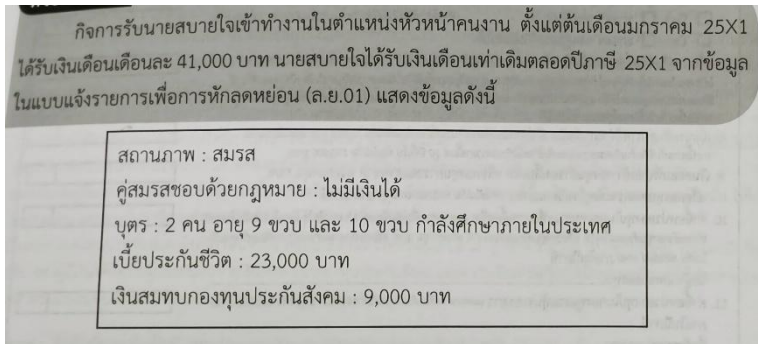 กิจการรับนายสบายใจเข้าทำงานในตำแหน่งหัวหน้าคนงาน ตั้งแต่ต้นเดือนมกราคม 25X1
ได้รับเงินเดือนเดือนละ 41,000 บาท นายสบายใจได้รับเงินเดือนเท่าเดิมตลอดปีภาษี 25X1 จากข้อมูล
ในแบบแจ้งรายการเพื่อการหักลดหย่อน (ล.ย.01) แสดงข้อมูลดังนี้
สถานภาพ : สมรส
คู่สมรสชอบด้วยกฎหมาย : ไม่มีเงินได้
บุตร : 2 คน อายุ 9 ขวบ และ 10 ขวบ กำลังศึกษาภายในประเทศ
เบี้ยประกันชีวิต : 23,000 บาท
เงินสมทบกองทุนประกันสังคม : 9,000 บาท